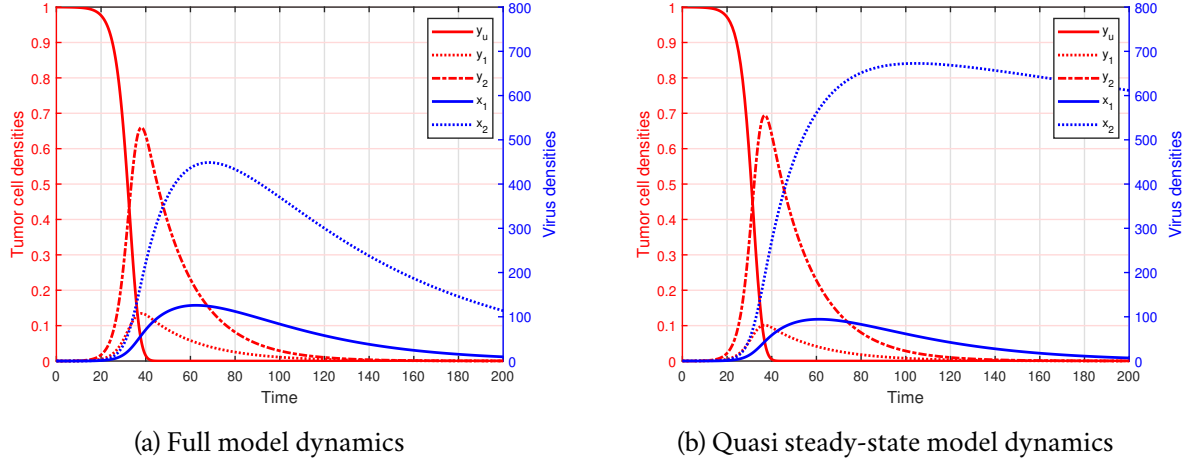 1
0.9
0.8
0.7
0.6
0.5
0.4
0.3
0.2
0.1
0
Tumor cell densities
800
700
600
500
400
300
200
100
0
Virus densities
0 20 40 60 80 100 120 140 160 180 200
Time
y_u
y_1
y_2
x_1
x_2
(a) Full model dynamics
1
0.9
0.8
0.7
0.6
0.5
0.4
0.3
0.2
0.1
0
Tumor cell densities
800
700
600
500
400
300
200
100
0
Virus densities
0 20 40 60 80 100 120 140 160 180 200
Time
y_u
y_1
y_2
x_1
x_2
(b) Quasi steady-state model dynamics